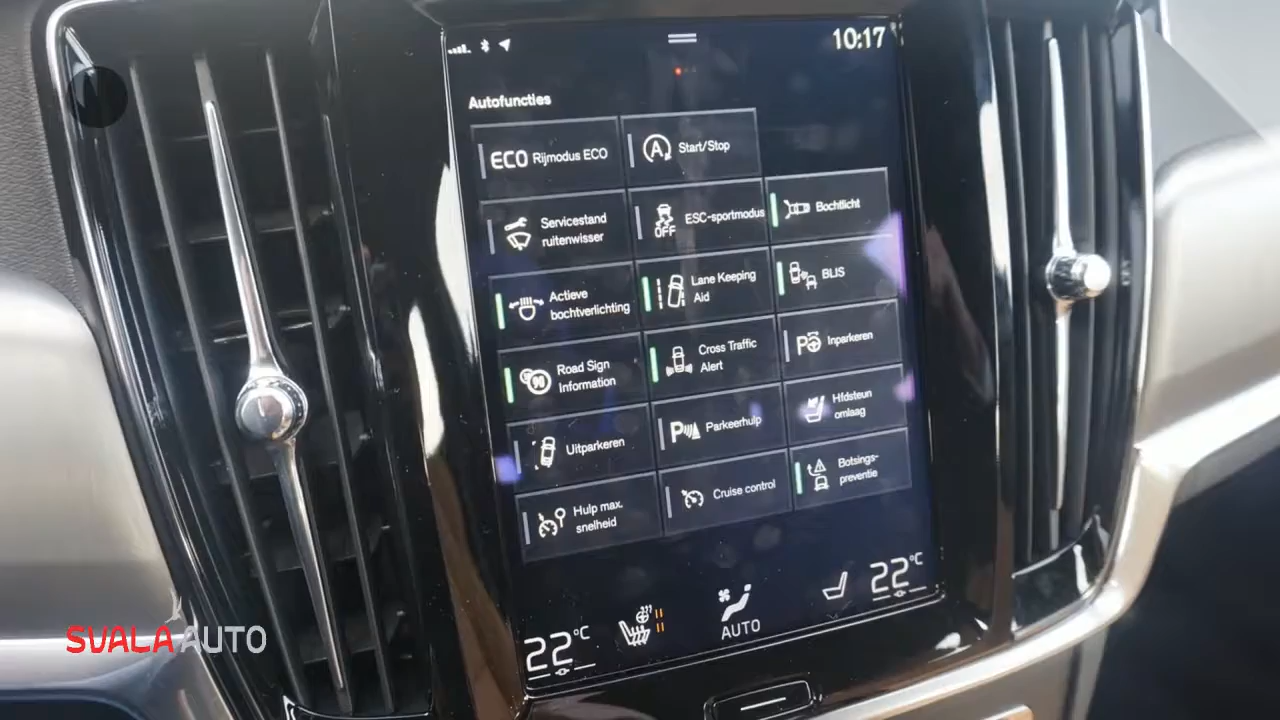 10:17
Autofuncties
ECO Rijmodus ECO
A Start/Stop
Servicestand
ruitenwisser
OFF
ESC-sportmodus
Bochtlicht
Actieve
bochtverlichting
Lane Keeping
Aid
BLIS
90
Road Sign
Information
Cross Traffic
Alert
P Inparkeren
Uitparkeren
P Parkeerhulp
Hfdsteun
omlaag
Hulp max.
snelheid
Cruise control
Botsings-
preventie
22°C
AUTO
22°C
SVALA AUTO